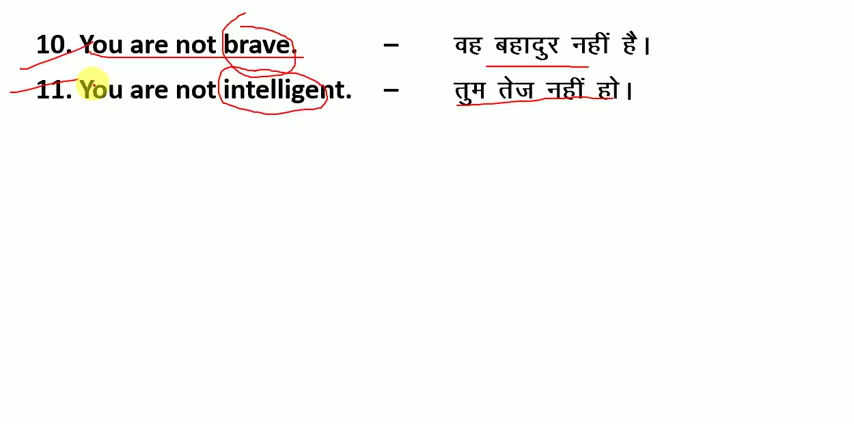 10. You are not brave. – वह बहादुर नहीं है।
11. You are not intelligent. – तुम तेज नहीं हो।